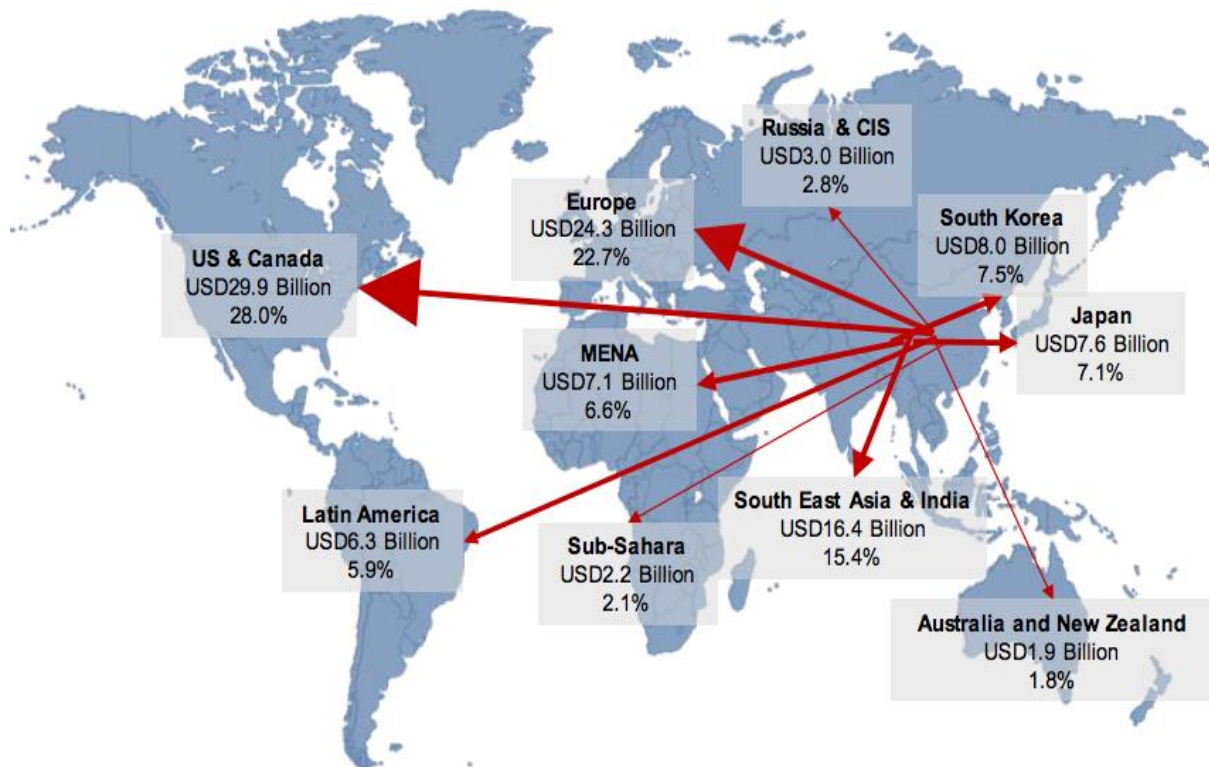 Russia & CIS
USD3.0 Billion
2.8%
Europe
USD24.3 Billion
22.7%
South Korea
USD8.0 Billion
7.5%
US & Canada
USD29.9 Billion
28.0%
Japan
USD7.6 Billion
7.1%
MENA
USD7.1 Billion
6.6%
South East Asia & India
USD16.4 Billion
15.4%
Latin America
USD6.3 Billion
5.9%
Sub-Sahara
USD2.2 Billion
2.1%
Australia and New Zealand
USD1.9 Billion
1.8%